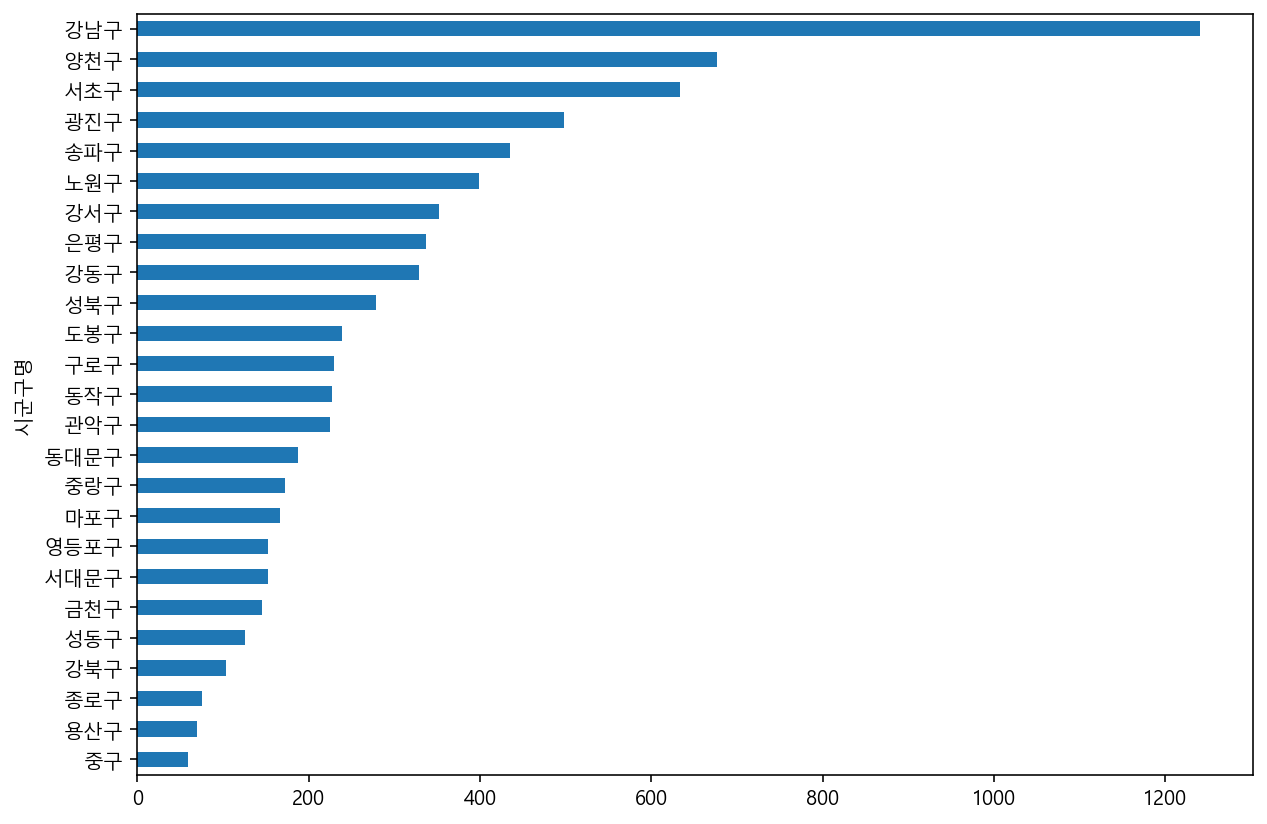 강남구
양천구
서초구
광진구
송파구
노원구
강서구
은평구
강동구
성북구
도봉구
구로구
동작구
관악구
동대문구
중랑구
마포구
영등포구
서대문구
금천구
성동구
강북구
종로구
용산구
중구
시군구명
0 200 400 600 800 1000 1200